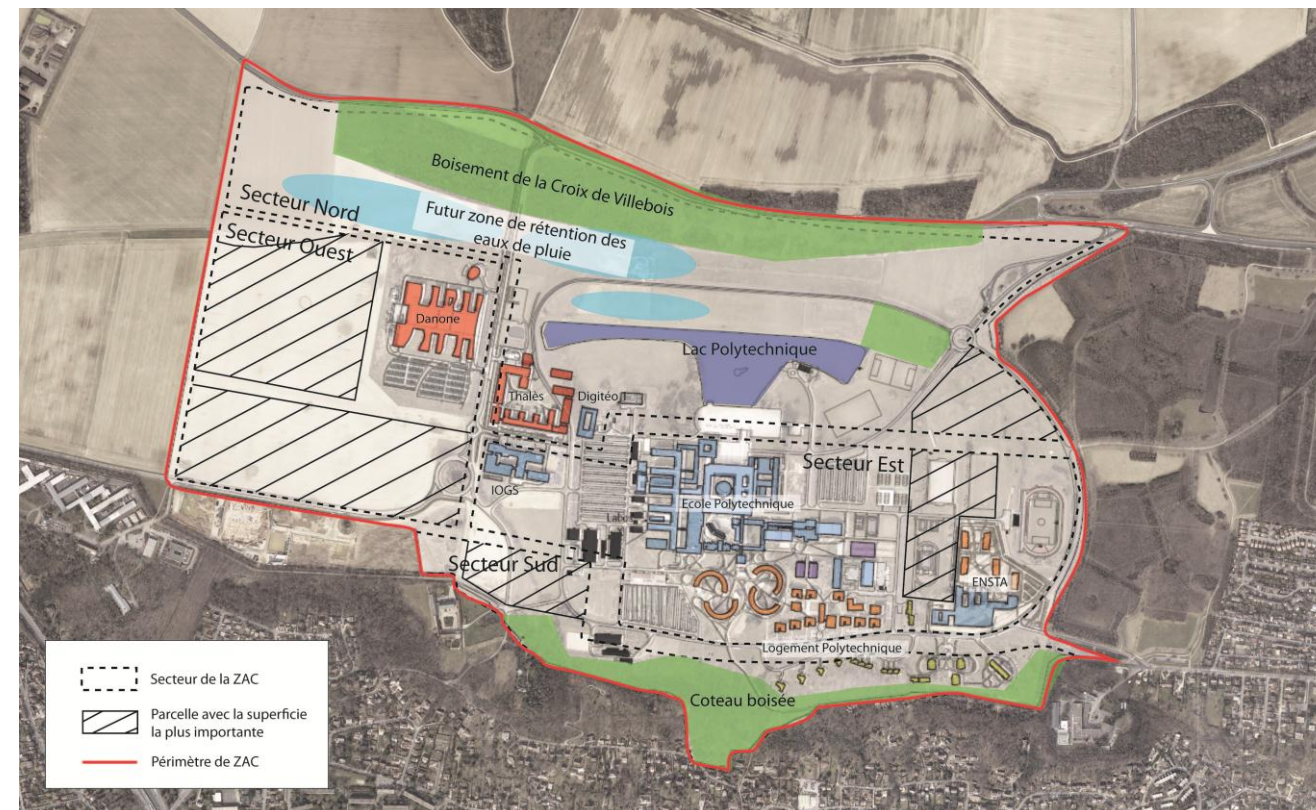 Boisement de la Croix de Villebois
Secteur Nord
Futur zone de rétention des
eaux de pluie
Secteur Ouest
Danone
Lac Polytechnique
Thalès
Digitéo 1
Secteur Est
IOGS
Ecole Polytechnique
Labo
Secteur Sud
ENSTA
Logement Polytechnique
Coteau boisée
Secteur de la ZAC
Parcelle avec la superficie
la plus importante
Périmètre de ZAC